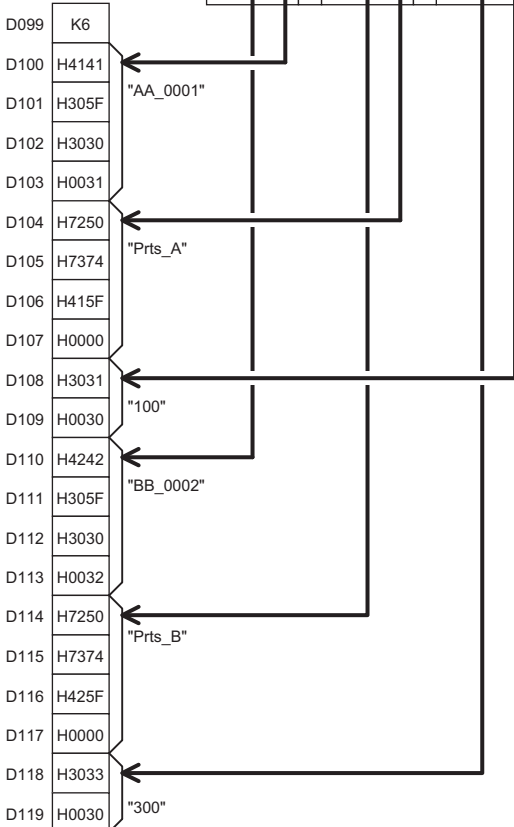 D099 K6
D100 H4141
"AA_0001"
D101 H305F
D102 H3030
D103 H0031
D104 H7250
"Prts_A"
D105 H7374
D106 H415F
D107 H0000
D108 H3031
"100"
D109 H0030
D110 H4242
"BB_0002"
D111 H305F
D112 H3030
D113 H0032
D114 H7250
"Prts_B"
D115 H7374
D116 H425F
D117 H0000
D118 H3033
"300"
D119 H0030